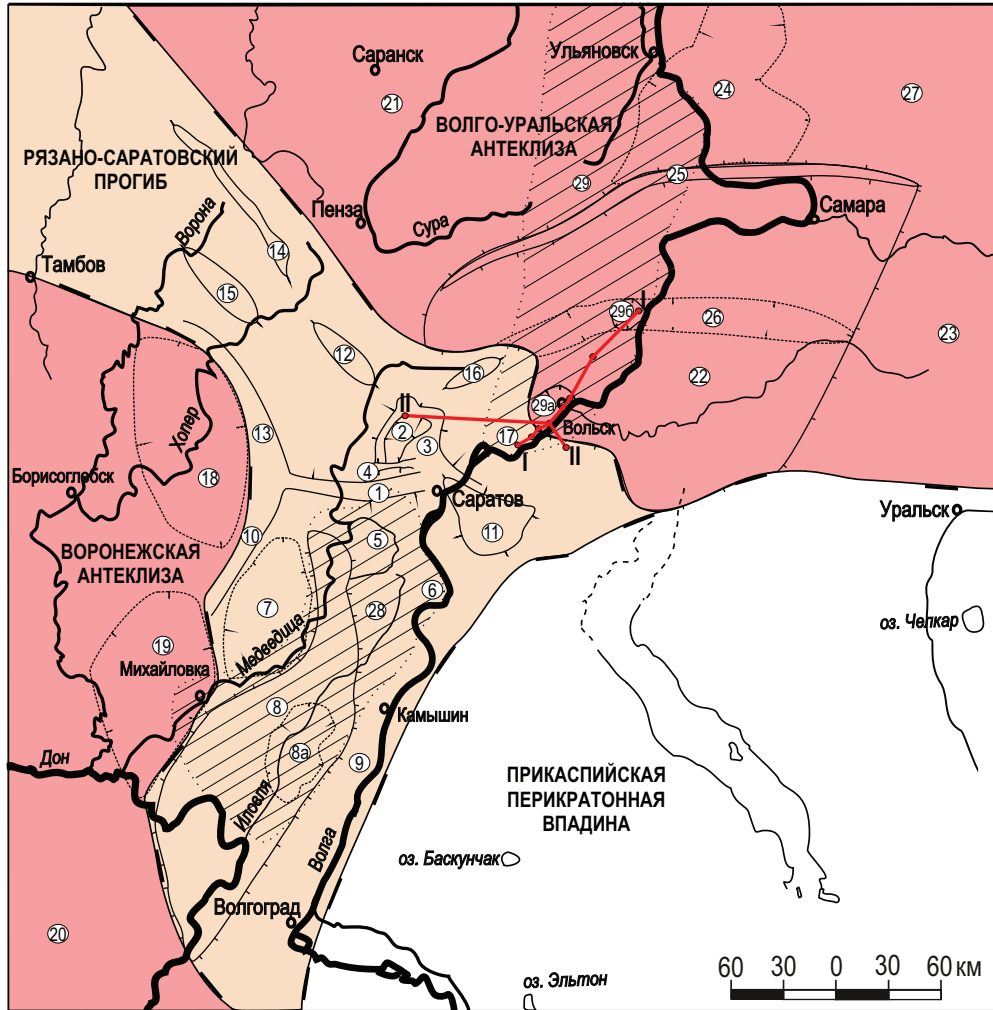 Саранск
Ульяновск
21
24
27
ВОЛГО-УРАЛЬСКАЯ
АНТЕКЛИЗА
РЯЗАНО-САРАТОВСКИЙ
ПРОГИБ
29
25
Ворона
Пенза
Сура
Самара
14
Тамбов
15
29б
I
26
23
12
16
22
29а
II
Хопер
13
2
3
17
Вольск
I
II
4
18
1
Саратов
Борисоглебск
Уральск
10
11
ВОРОНЕЖСКАЯ
АНТЕКЛИЗА
5
6
7
28
оз. Челкар
Медведица
19
Михайловка
8
Камышин
8а
9
Дон
Иловля
ПРИКАСПИЙСКАЯ
ПЕРИКРАТОННАЯ
ВПАДИНА
Волга
оз. Баскунчак
Волгоград
20
60 30 0 30 60 км
оз. Эльтон